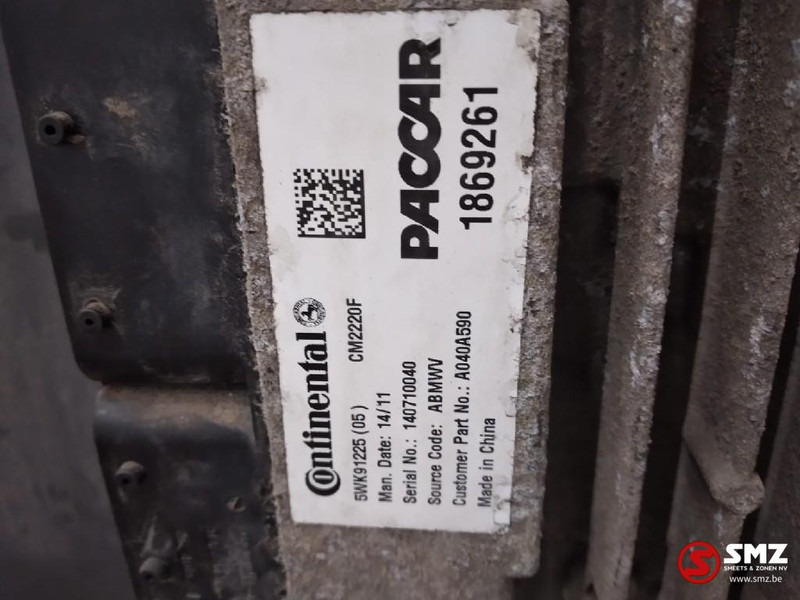 Continental
5WK91225 (05)
CM2220F
Man. Date: 14/11
Serial No.: 140710040
Source Code: ABMWV
Customer Part No.: A040A590
Made in China
PACCAR
1869261
SMZ
SMEETS & ZONEN NV
www.smz.be